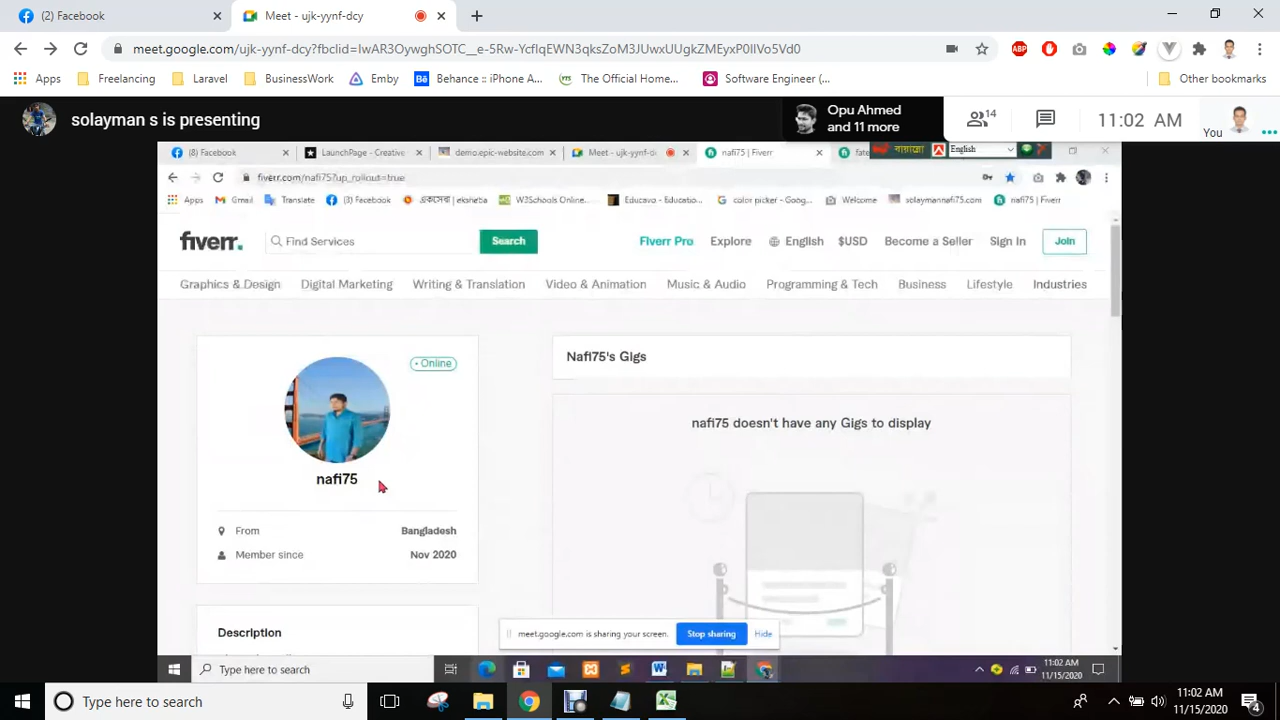 (2) Facebook
Meet - ujk-yynf-dcy
meet.google.com/ujk-yynf-dcy?fbclid=IwAR3OywghSOTC__e-5Rw-YcflqEWN3qksZoM3JUwxUUgkZMEyxP0lIVo5Vd0
Apps Freelancing Laravel BusinessWork Emby Behance :: iPhone A... The Official Home... Software Engineer (... Other bookmarks
solayman s is presenting
Opu Ahmed
and 11 more
14
11:02 AM
You
(8) Facebook LaunchPage - Creative demo.epic-website.com Meet - ujk-yynf-dc nafi75 | Fiverr English
fiverr.com/nafi75?up_rollout=true
Apps Gmail Translate (3) Facebook W3Schools Online... Educavo - Educatio... color picker - Goog... Welcome solaymannafi75.com nafi75 | Fiverr
fiverr. Find Services Search Fiverr Pro Explore English $USD Become a Seller Sign In Join
Graphics & Design Digital Marketing Writing & Translation Video & Animation Music & Audio Programming & Tech Business Lifestyle Industries
Online
nafi75
From Bangladesh
Member since Nov 2020
Description
Nafi75's Gigs
nafi75 doesn't have any Gigs to display
meet.google.com is sharing your screen. Stop sharing Hide
Type here to search
11:02 AM
11/15/2020
Type here to search
11:02 AM
11/15/2020
4